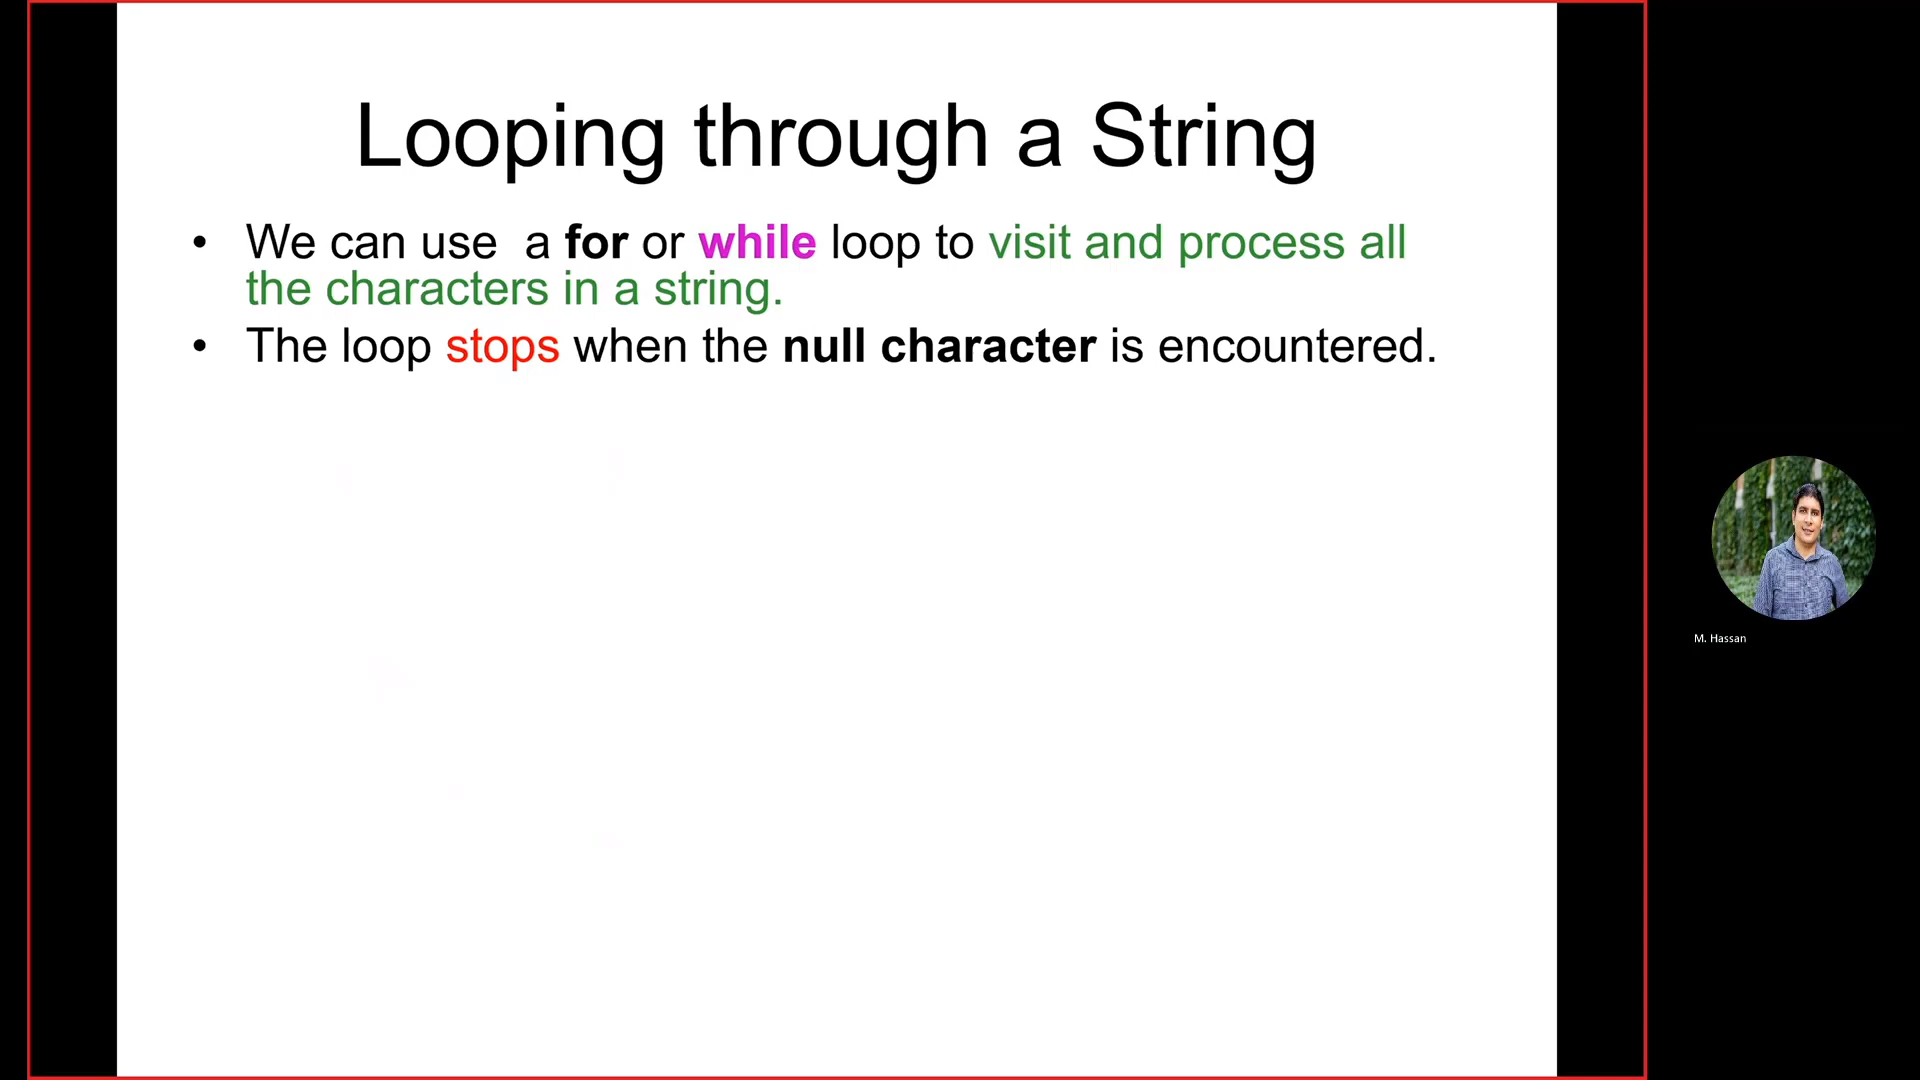 Looping through a String
• We can use  a for or while loop to visit and process all
the characters in a string.
• The loop stops when the null character is encountered.
M. Hassan